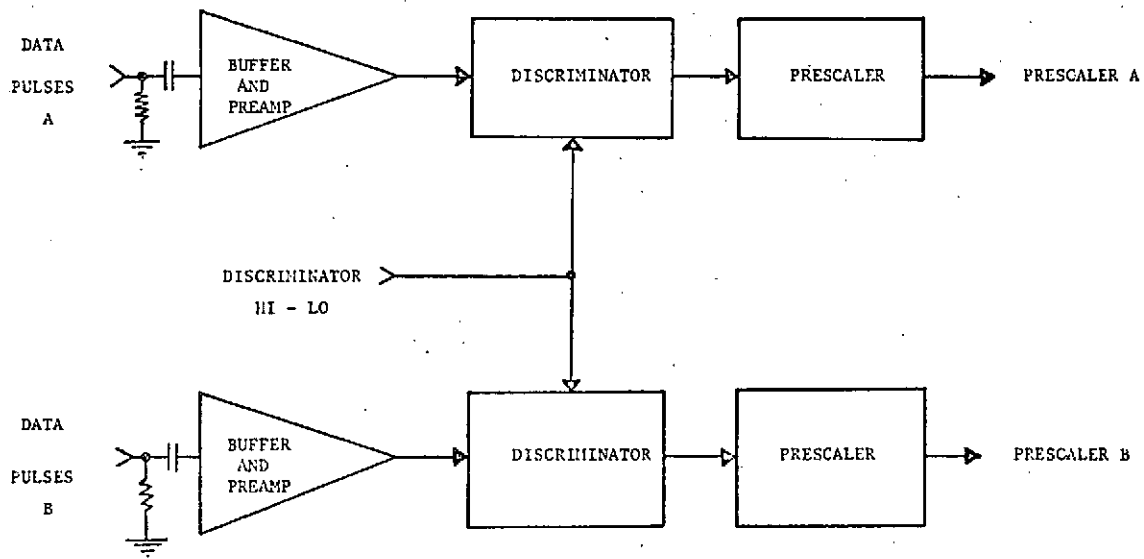 DATA
PULSES
A
BUFFER
AND
PREAMP
DISCRIMINATOR
PRESCALER
PRESCALER A
DISCRIMINATOR
HI - LO
DATA
PULSES
B
BUFFER
AND
PREAMP
DISCRIMINATOR
PRESCALER
PRESCALER B